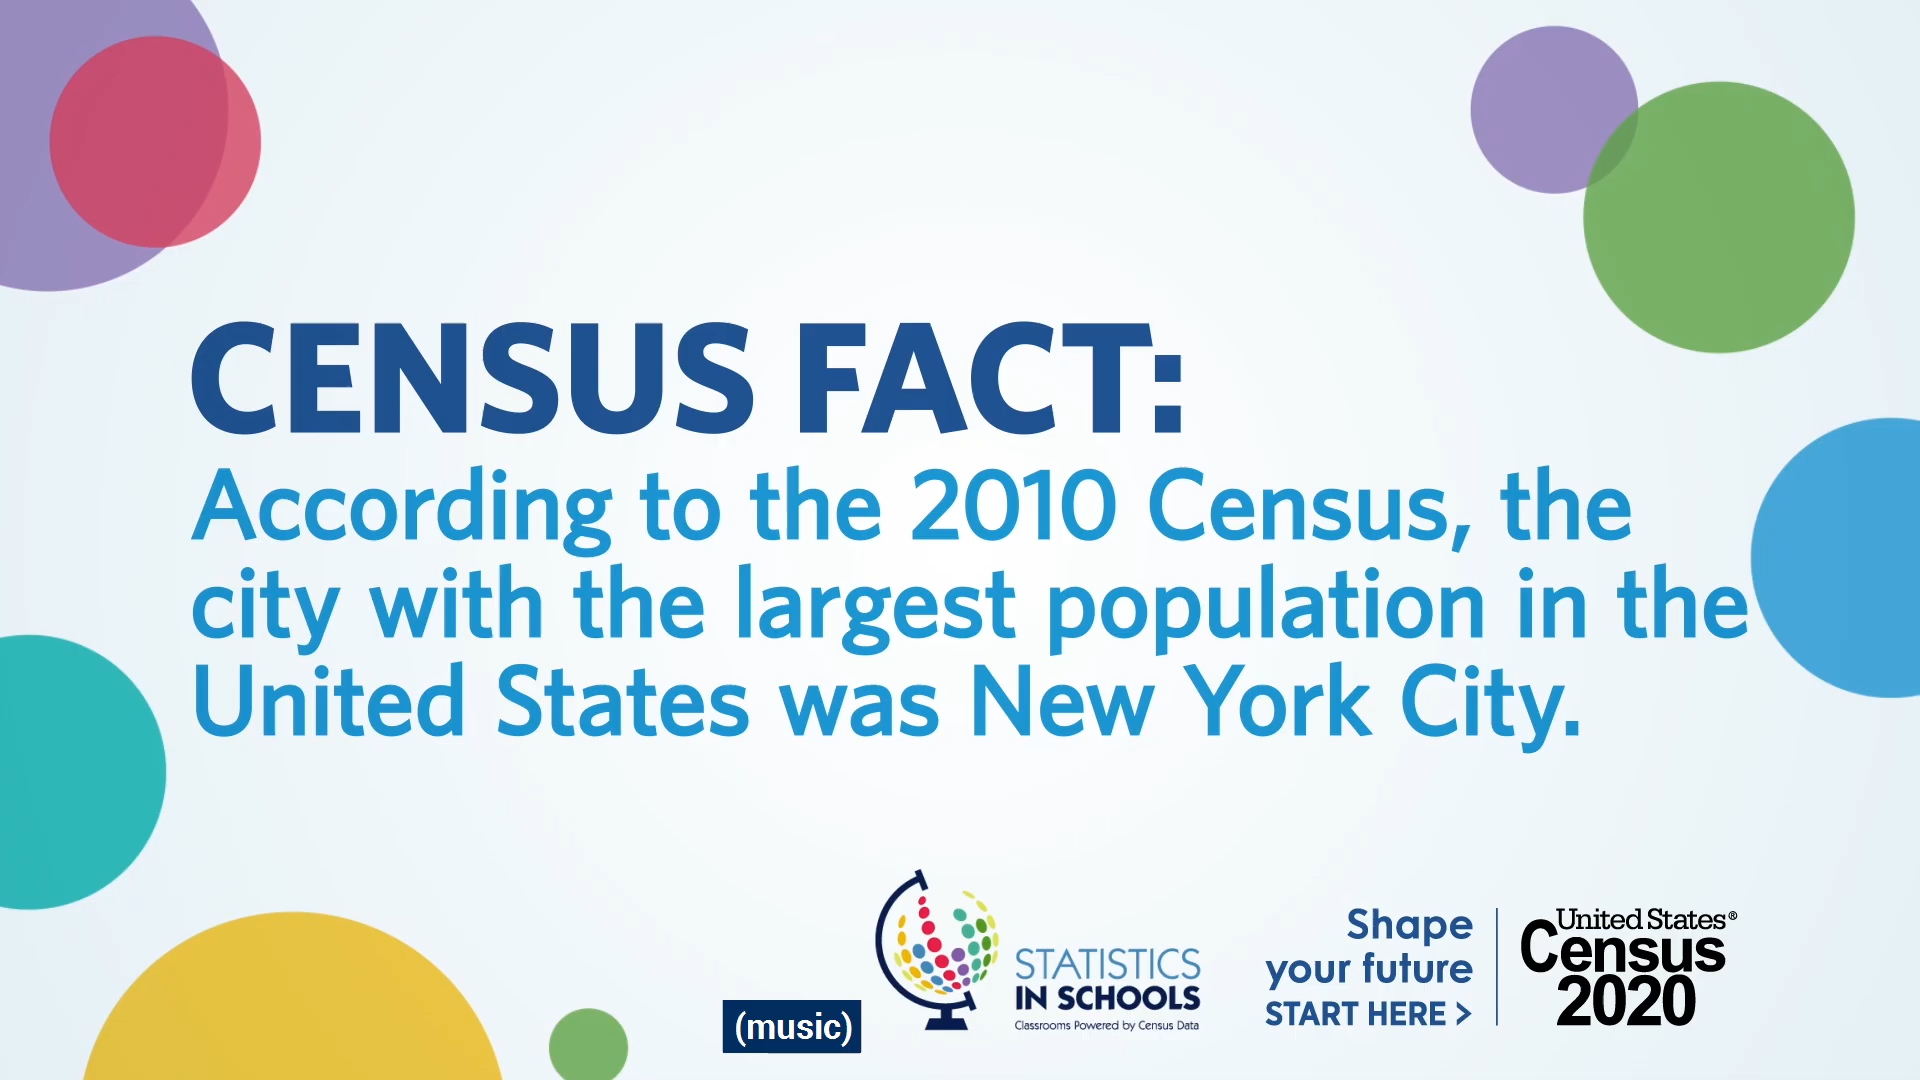 CENSUS FACT:
According to the 2010 Census, the
city with the largest population in the
United States was New York City.
(music)
STATISTICS
IN SCHOOLS
Classrooms Powered by Census Data
Shape
your future
START HERE >
United States®
Census
2020